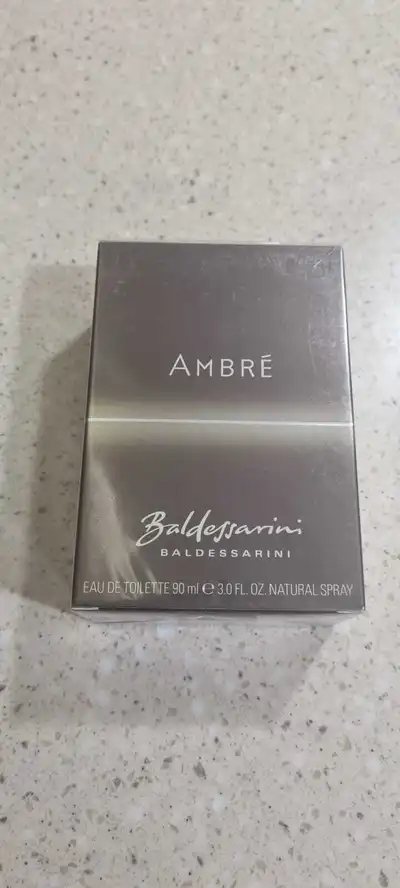 AMBRÉ
Baldessarini
BALDESSARINI
EAU DE TOILETTE 90 ml ℮ 3.0 FL. OZ. NATURAL SPRAY